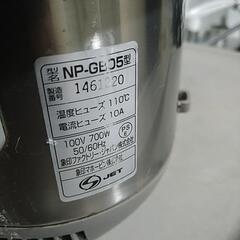 型名 NP-GE05型
製造番号 1461220
温度ヒューズ 110℃
電流ヒューズ 10A
100V 700W
50/60Hz
PS E
象印ファクトリー・ジャパン株式会社
象印マホービン株式会社
JET